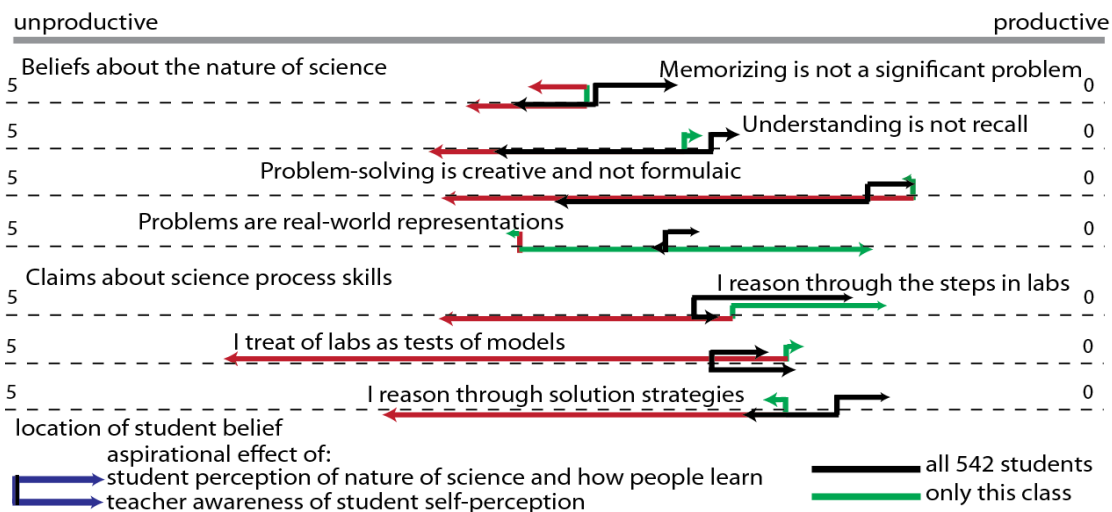 unproductive productive
Beliefs about the nature of science
Memorizing is not a significant problem
5 0
Understanding is not recall
5 0
Problem-solving is creative and not formulaic
5 0
Problems are real-world representations
5 0
Claims about science process skills
I reason through the steps in labs
5 0
I treat of labs as tests of models
5 0
I reason through solution strategies
5 0
location of student belief
aspirational effect of:
student perception of nature of science and how people learn
teacher awareness of student self-perception
all 542 students
only this class